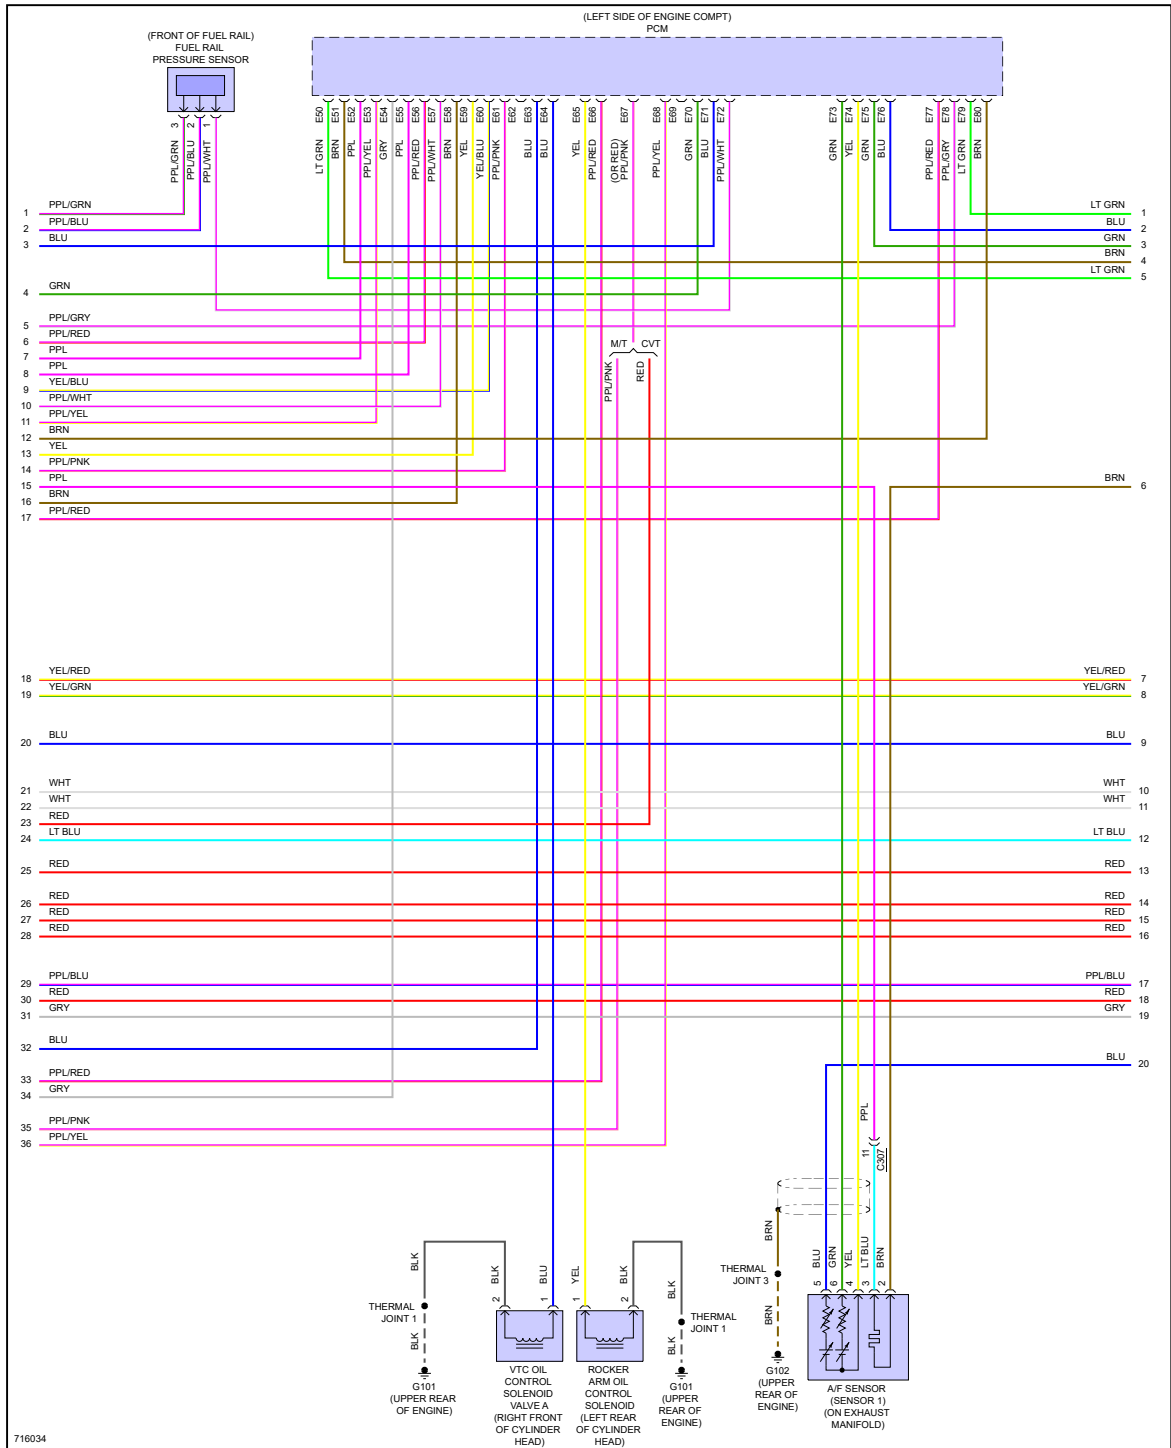 (LEFT SIDE OF ENGINE COMPT)
PCM
(FRONT OF FUEL RAIL)
FUEL RAIL
PRESSURE SENSOR
3
2
1
PPL/GRN
PPL/BLU
PPL/WHT
E50
E51
E52
E53
E54
E55
E56
E57
E58
E59
E60
E61
E62
E63
E64
E65
E66
E67
E68
E69
E70
E71
E72
E73
E74
E75
E76
E77
E78
E79
E80
LT GRN
BRN
PPL
PPL/YEL
GRY
PPL
PPL/RED
PPL/WHT
BRN
YEL
YEL/BLU
PPL/PNK
BLU
BLU
YEL
PPL/RED
(OR RED)
PPL/PNK
PPL/YEL
GRN
BLU
PPL/WHT
GRN
YEL
GRN
BLU
PPL/RED
PPL/GRY
LT GRN
BRN
1 PPL/GRN
2 PPL/BLU
3 BLU
4 GRN
5 PPL/GRY
6 PPL/RED
7 PPL
8 PPL
9 YEL/BLU
10 PPL/WHT
11 PPL/YEL
12 BRN
13 YEL
14 PPL/PNK
15 PPL
16 BRN
17 PPL/RED
18 YEL/RED
19 YEL/GRN
20 BLU
21 WHT
22 WHT
23 RED
24 LT BLU
25 RED
26 RED
27 RED
28 RED
29 PPL/BLU
30 RED
31 GRY
32 BLU
33 PPL/RED
34 GRY
35 PPL/PNK
36 PPL/YEL
M/T CVT
PPL/PNK
RED
LT GRN 1
BLU 2
GRN 3
BRN 4
LT GRN 5
BRN 6
YEL/RED 7
YEL/GRN 8
BLU 9
WHT 10
WHT 11
LT BLU 12
RED 13
RED 14
RED 15
RED 16
PPL/BLU 17
RED 18
GRY 19
BLU 20
PPL
11
C307
BLK
THERMAL
JOINT 1
BLK
G101
(UPPER REAR
OF ENGINE)
BLK
BLU
2
1
VTC OIL
CONTROL
SOLENOID
VALVE A
(RIGHT FRONT
OF CYLINDER
HEAD)
YEL
BLK
1
2
ROCKER
ARM OIL
CONTROL
SOLENOID
(LEFT REAR
OF CYLINDER
HEAD)
BLK
THERMAL
JOINT 1
BLK
G101
(UPPER
REAR OF
ENGINE)
BRN
THERMAL
JOINT 3
BRN
G102
(UPPER
REAR OF
ENGINE)
BLU
GRN
YEL
LT BLU
BRN
5
6
4
3
2
A/F SENSOR
(SENSOR 1)
(ON EXHAUST
MANIFOLD)
716034